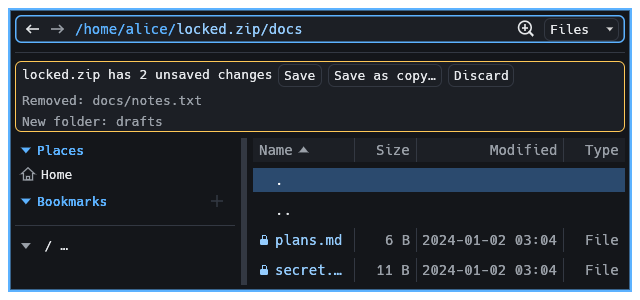 /home/alice/locked.zip/docs Files
locked.zip has 2 unsaved changes Save Save as copy… Discard
Removed: docs/notes.txt
New folder: drafts
Places
Home
Bookmarks
/ …
Name Size Modified Type
.
..
plans.md 6 B 2024-01-02 03:04 File
secret.… 11 B 2024-01-02 03:04 File